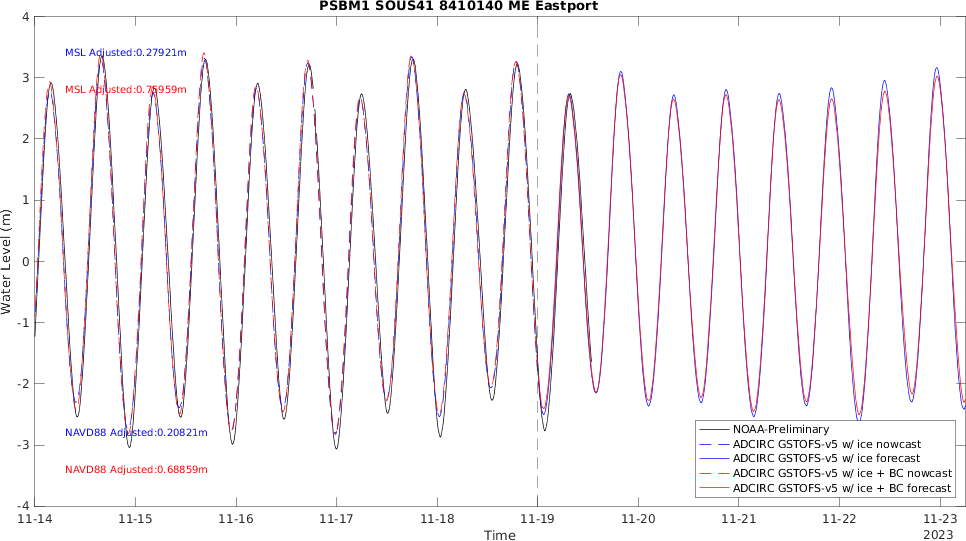 PSBM1 SOUS41 8410140 ME Eastport
4
3
2
1
0
-1
-2
-3
-4
Water Level (m)
MSL Adjusted:0.27921m
MSL Adjusted:0.75959m
NAVD88 Adjusted:0.20821m
NAVD88 Adjusted:0.68859m
NOAA-Preliminary
ADCIRC GSTOFS-v5 w/ ice nowcast
ADCIRC GSTOFS-v5 w/ ice forecast
ADCIRC GSTOFS-v5 w/ ice + BC nowcast
ADCIRC GSTOFS-v5 w/ ice + BC forecast
11-14 11-15 11-16 11-17 11-18 11-19 11-20 11-21 11-22 11-23
Time
2023